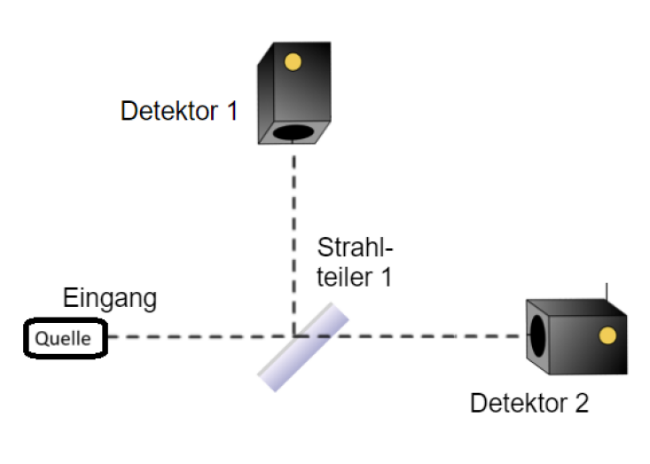 Detektor 1
Strahl-
teiler 1
Eingang
Quelle
Detektor 2